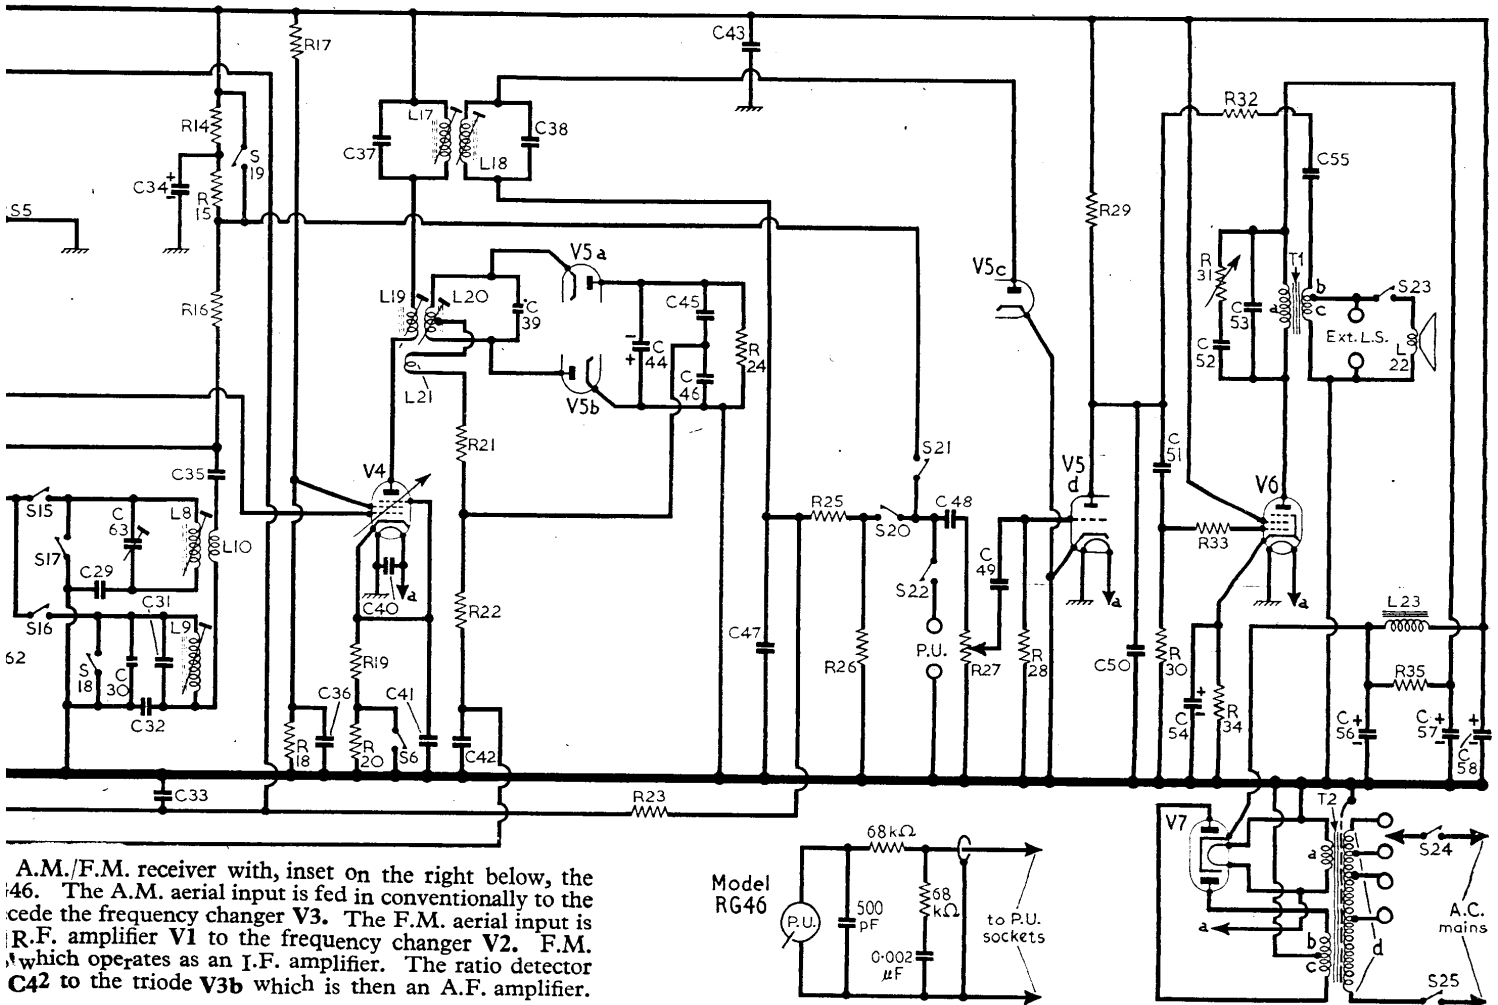 C43
R17
R14
C34
R
15
S
19
S5
R16
L17
C37
L18
C38
R32
C55
R29
V5c
V5a
L19
L20
C
39
C45
C
44
C
46
R
24
V5b
L21
R
31
C
53
C
52
T1
a
b
c
S23
Ext. L.S.
L
22
R21
V4
C35
S15
C
63
L8
S17
L10
C29
C31
S16
L9
62
S
18
C
30
C32
C40
a
R22
R19
C36
C41
R
18
R
20
S6
C42
C33
R23
S21
R25
S20
C48
C
49
S22
C47
R26
P.U.
R27
R
28
V5
d
a
C
51
R33
V6
a
C50
R
30
C
54
R
34
L23
R35
C
56
C
57
C
58
+
−
V7
T2
a
b
c
d
a
S24
A.C.
mains
S25
Model
RG46
P.U.
500
pF
68kΩ
68
kΩ
0·002
μF
to P.U.
sockets
A.M./F.M. receiver with, inset on the right below, the
46. The A.M. aerial input is fed in conventionally to the
cede the frequency changer V3. The F.M. aerial input is
R.F. amplifier V1 to the frequency changer V2. F.M.
which operates as an I.F. amplifier. The ratio detector
C42 to the triode V3b which is then an A.F. amplifier.